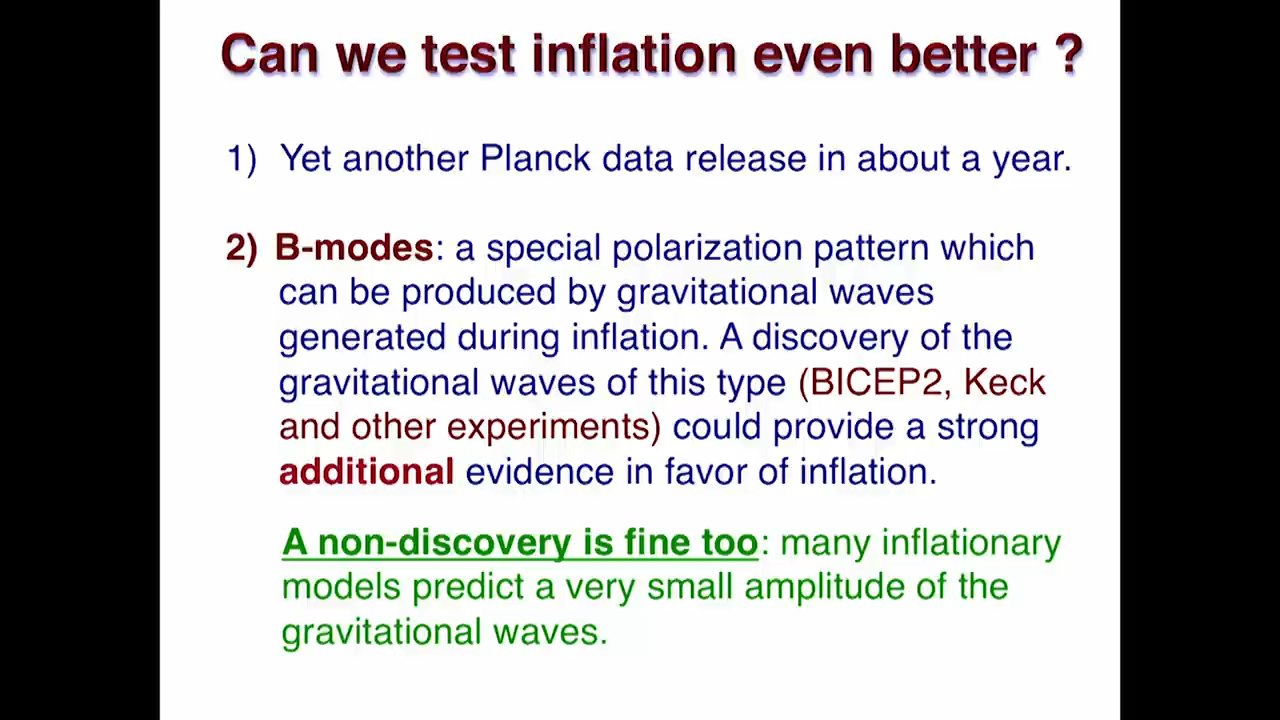 Can we test inflation even better ?
1) Yet another Planck data release in about a year.
2) B-modes: a special polarization pattern which
can be produced by gravitational waves
generated during inflation. A discovery of the
gravitational waves of this type (BICEP2, Keck
and other experiments) could provide a strong
additional evidence in favor of inflation.
A non-discovery is fine too: many inflationary
models predict a very small amplitude of the
gravitational waves.